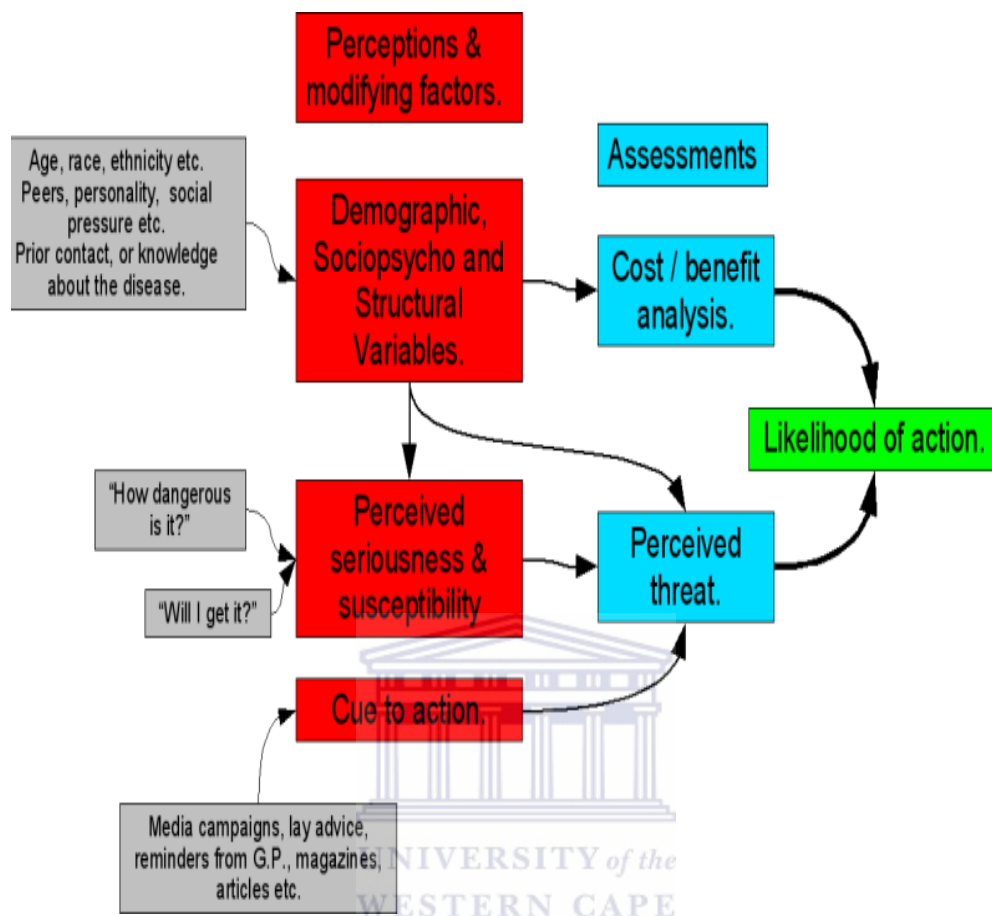 Perceptions &
modifying factors.
Assessments
Age, race, ethnicity etc.
Peers, personality, social
pressure etc.
Prior contact, or knowledge
about the disease.
Demographic,
Sociopsycho and
Structural
Variables.
Cost / benefit
analysis.
Likelihood of action.
“How dangerous
is it?”
“Will I get it?”
Perceived
seriousness &
susceptibility
Perceived
threat.
Cue to action.
Media campaigns, lay advice,
reminders from G.P., magazines,
articles etc.
UNIVERSITY of the
WESTERN CAPE